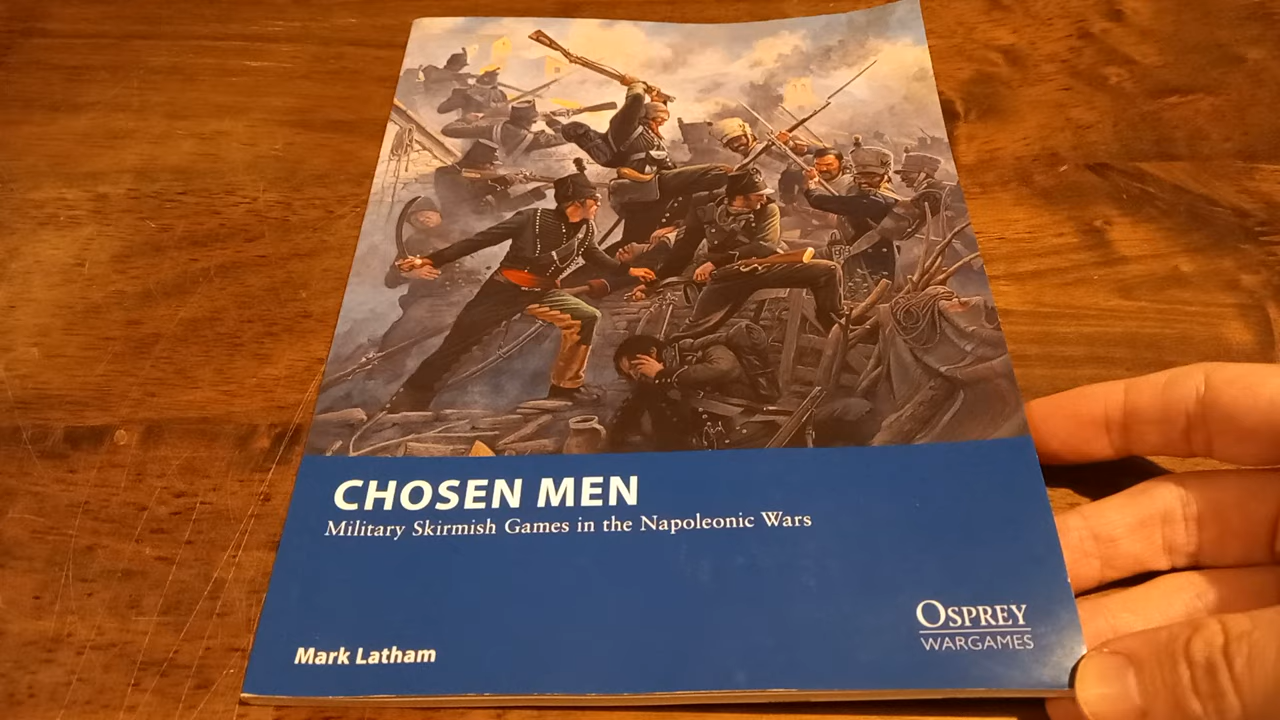 CHOSEN MEN
Military Skirmish Games in the Napoleonic Wars
Mark Latham
OSPREY
WARGAMES